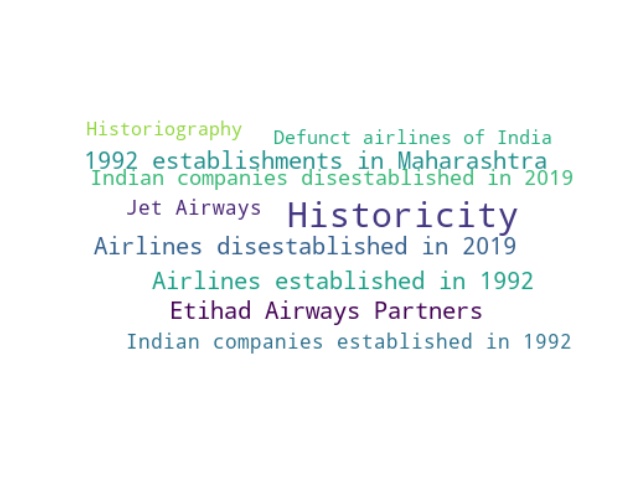 Historiography
Defunct airlines of India
1992 establishments in Maharashtra
Indian companies disestablished in 2019
Jet Airways
Historicity
Airlines disestablished in 2019
Airlines established in 1992
Etihad Airways Partners
Indian companies established in 1992